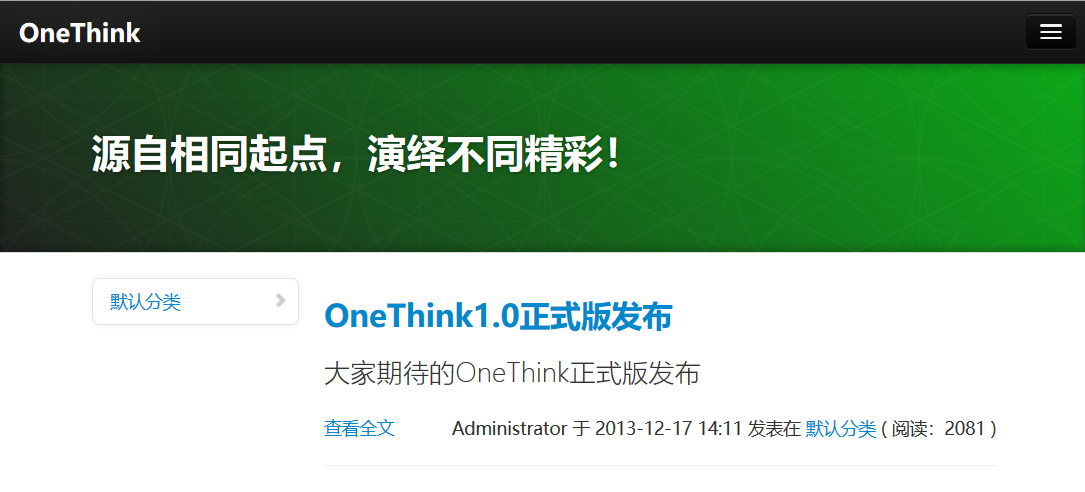 OneThink
源自相同起点，演绎不同精彩！
默认分类
OneThink1.0正式版发布
大家期待的OneThink正式版发布
查看全文 Administrator 于 2013-12-17 14:11 发表在 默认分类 ( 阅读：2081 )